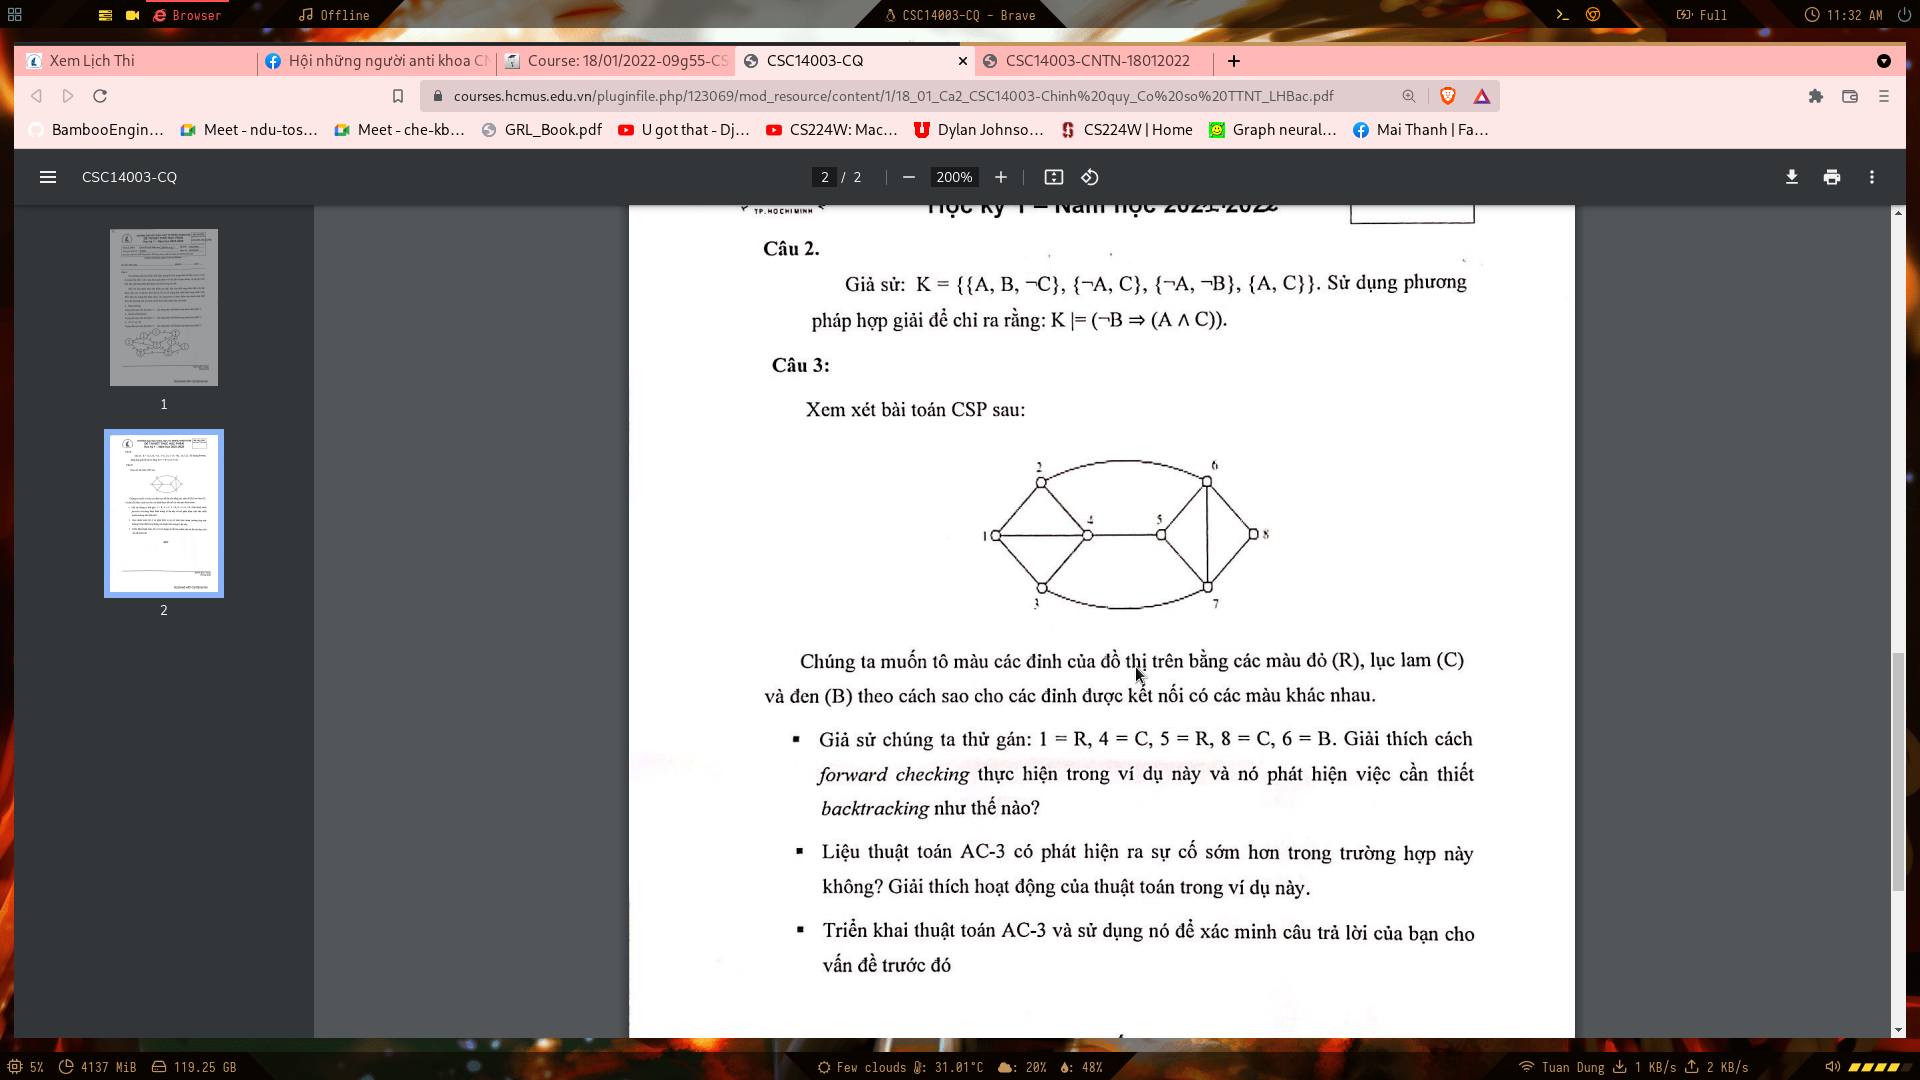 Browser
Offline
CSC14003-CQ - Brave
Full
11:32 AM
Xem Lịch Thi
Hội những người anti khoa CN
Course: 18/01/2022-09g55-CS
CSC14003-CQ
CSC14003-CNTN-18012022
courses.hcmus.edu.vn/pluginfile.php/123069/mod_resource/content/1/18_01_Ca2_CSC14003-Chinh%20quy_Co%20so%20TTNT_LHBac.pdf
BambooEngin...
Meet - ndu-tos...
Meet - che-kb...
GRL_Book.pdf
U got that - Dj...
CS224W: Mac...
Dylan Johnso...
CS224W | Home
Graph neural...
Mai Thanh | Fa...
CSC14003-CQ
2 / 2
200%
1
2
TP.HOCHIMINH
Học kỳ 1 – Năm học 2021-2022
Câu 2.
Giả sử: K = {{A, B, ¬C}, {¬A, C}, {¬A, ¬B}, {A, C}}. Sử dụng phương
pháp hợp giải để chỉ ra rằng: K |= (¬B ⇒ (A ∧ C)).
Câu 3:
Xem xét bài toán CSP sau:
2
6
4
5
1
8
3
7
Chúng ta muốn tô màu các đỉnh của đồ thị trên bằng các màu đỏ (R), lục lam (C)
và đen (B) theo cách sao cho các đỉnh được kết nối có các màu khác nhau.
▪ Giả sử chúng ta thử gán: 1 = R, 4 = C, 5 = R, 8 = C, 6 = B. Giải thích cách
forward checking thực hiện trong ví dụ này và nó phát hiện việc cần thiết
backtracking như thế nào?
▪ Liệu thuật toán AC-3 có phát hiện ra sự cố sớm hơn trong trường hợp này
không? Giải thích hoạt động của thuật toán trong ví dụ này.
▪ Triển khai thuật toán AC-3 và sử dụng nó để xác minh câu trả lời của bạn cho
vấn đề trước đó
5%
4137 MiB
119.25 GB
Few clouds
31.01°C
20%
48%
Tuan Dung
1 KB/s
2 KB/s